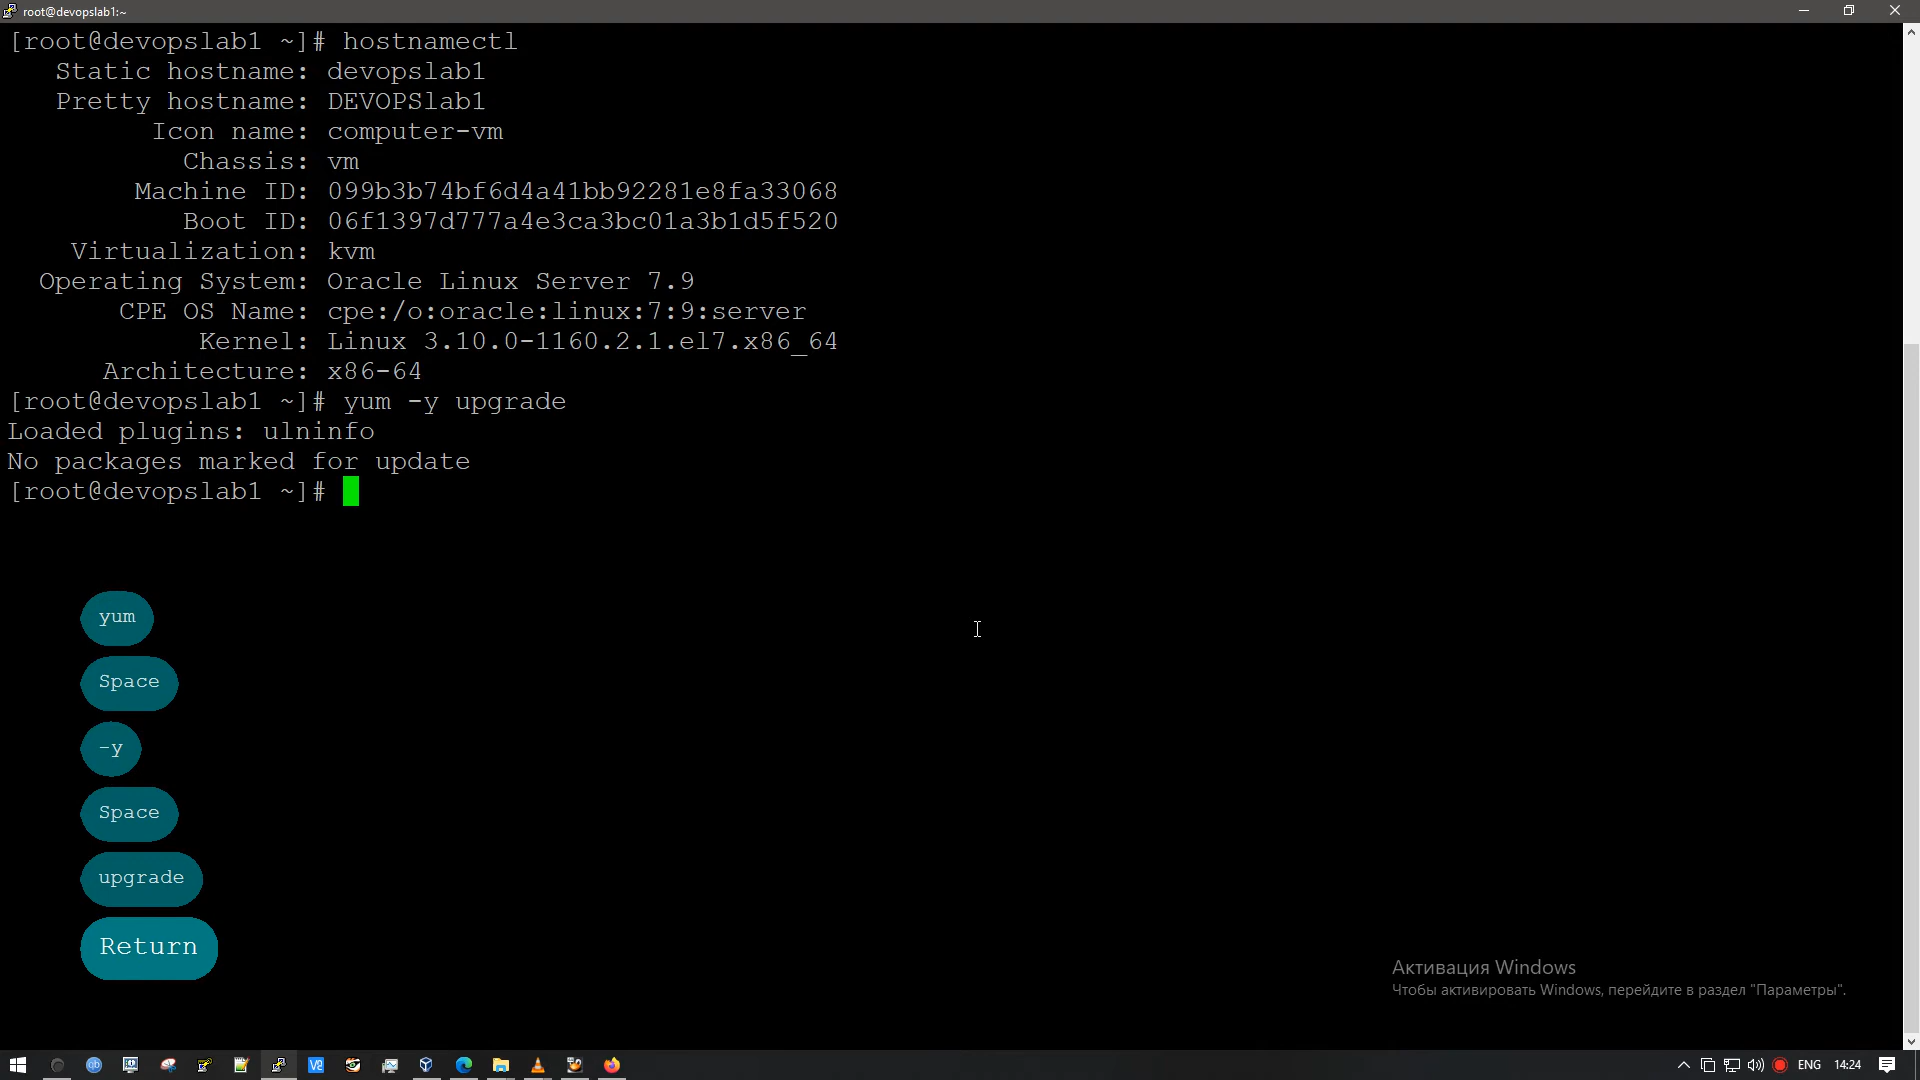 root@devopslab1:~
[root@devopslab1 ~]# hostnamectl
Static hostname: devopslab1
Pretty hostname: DEVOPSlab1
Icon name: computer-vm
Chassis: vm
Machine ID: 099b3b74bf6d4a41bb92281e8fa33068
Boot ID: 06f1397d777a4e3ca3bc01a3b1d5f520
Virtualization: kvm
Operating System: Oracle Linux Server 7.9
CPE OS Name: cpe:/o:oracle:linux:7:9:server
Kernel: Linux 3.10.0-1160.2.1.el7.x86_64
Architecture: x86-64
[root@devopslab1 ~]# yum -y upgrade
Loaded plugins: ulninfo
No packages marked for update
[root@devopslab1 ~]#
yum
Space
-y
Space
upgrade
Return
Активация Windows
Чтобы активировать Windows, перейдите в раздел "Параметры".
ENG 14:24